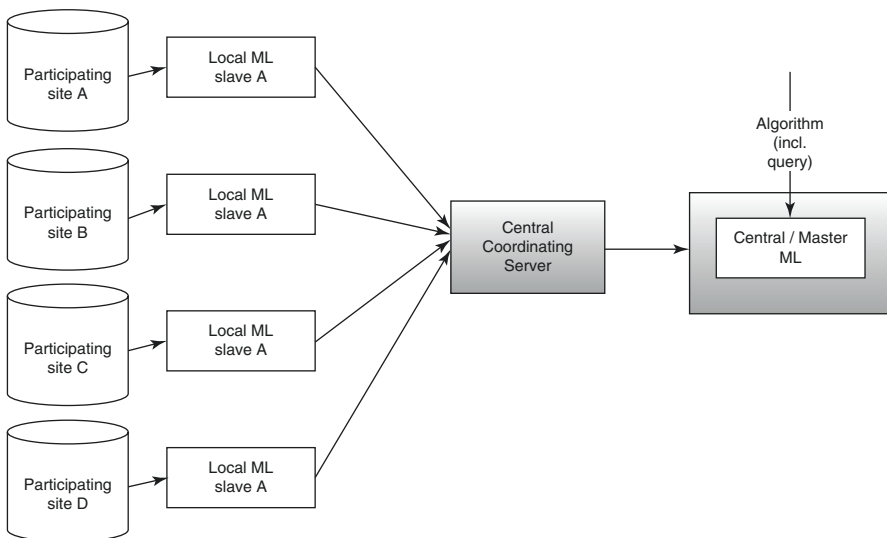 Participating
site A
Local ML
slave A
Participating
site B
Local ML
slave A
Participating
site C
Local ML
slave A
Participating
site D
Local ML
slave A
Central
Coordinating
Server
Algorithm
(incl.
query)
Central / Master
ML